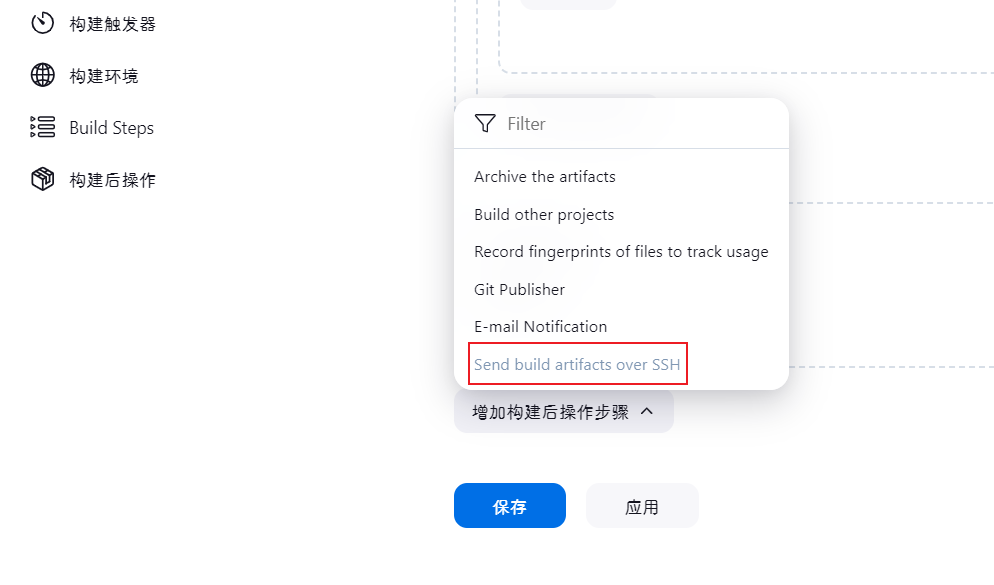 构建触发器
构建环境
Build Steps
构建后操作
Filter
Archive the artifacts
Build other projects
Record fingerprints of files to track usage
Git Publisher
E-mail Notification
Send build artifacts over SSH
增加构建后操作步骤
保存
应用